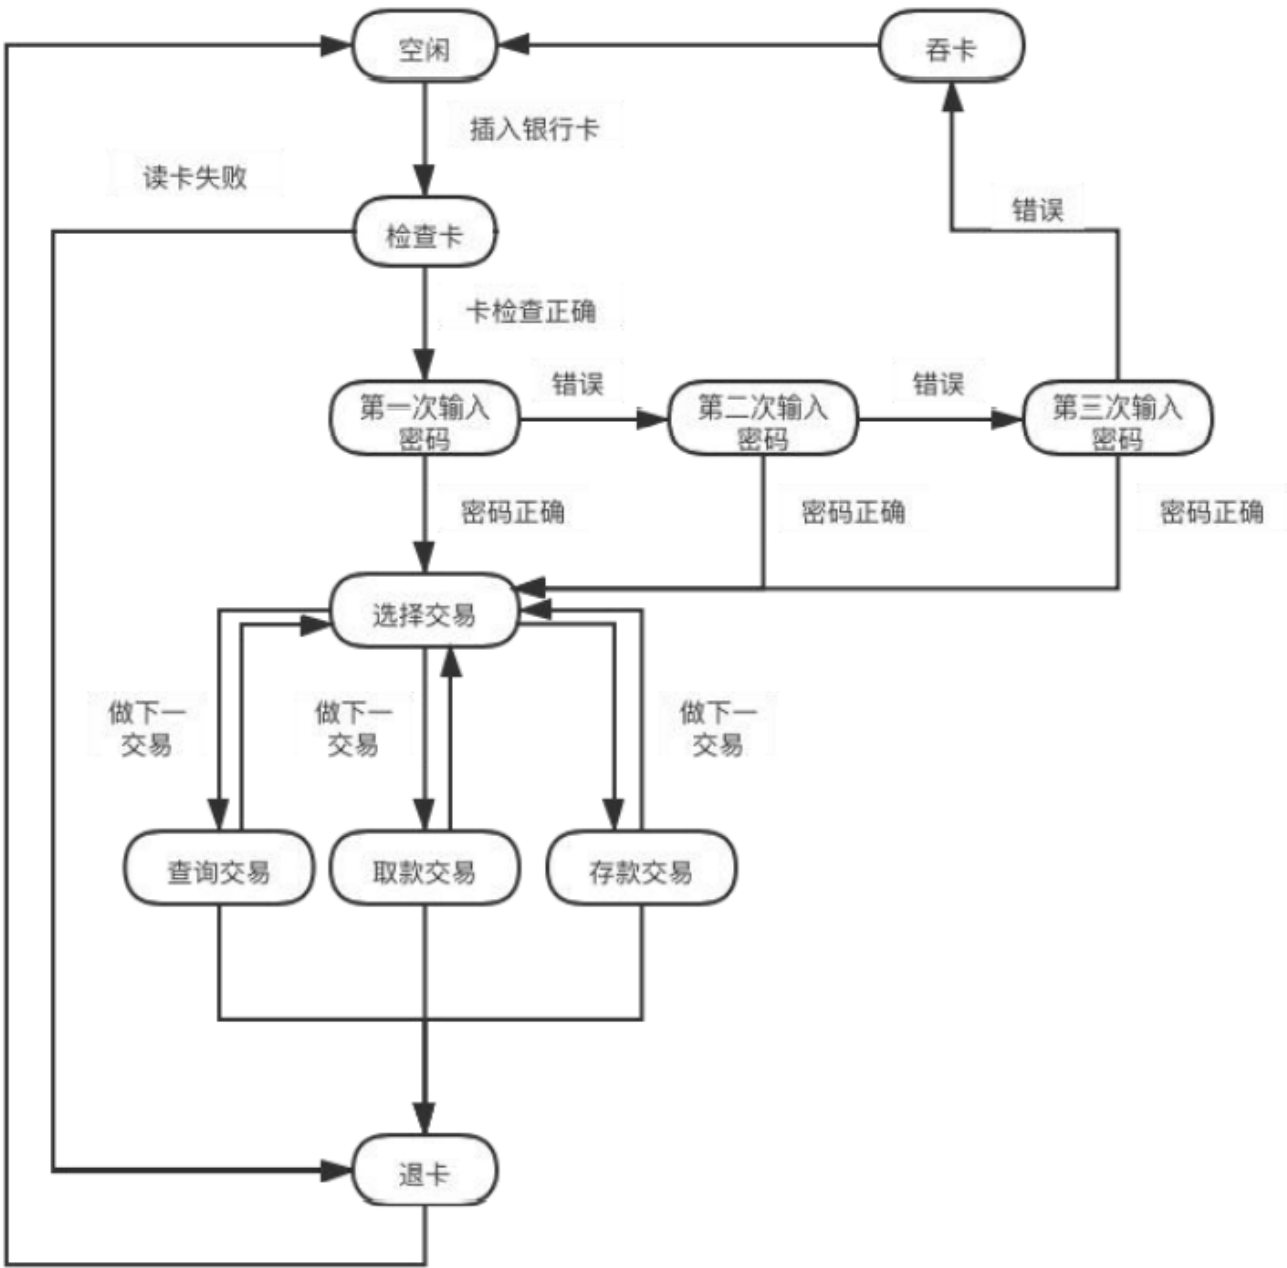 空闲
吞卡
插入银行卡
读卡失败
错误
检查卡
卡检查正确
错误
错误
第一次输入
密码
第二次输入
密码
第三次输入
密码
密码正确
密码正确
密码正确
选择交易
做下一
交易
做下一
交易
做下一
交易
查询交易
取款交易
存款交易
退卡